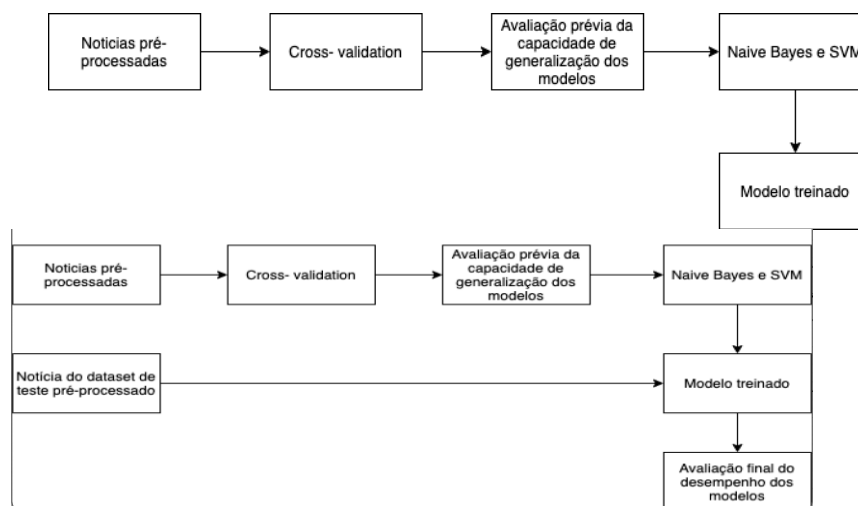 Noticias pré-
processadas
Cross- validation
Avaliação prévia da
capacidade de
generalização dos
modelos
Naive Bayes e SVM
Modelo treinado
Noticias pré-
processadas
Cross- validation
Avaliação prévia da
capacidade de
generalização dos
modelos
Naive Bayes e SVM
Notícia do dataset de
teste pré-processado
Modelo treinado
Avaliação final do
desempenho dos
modelos